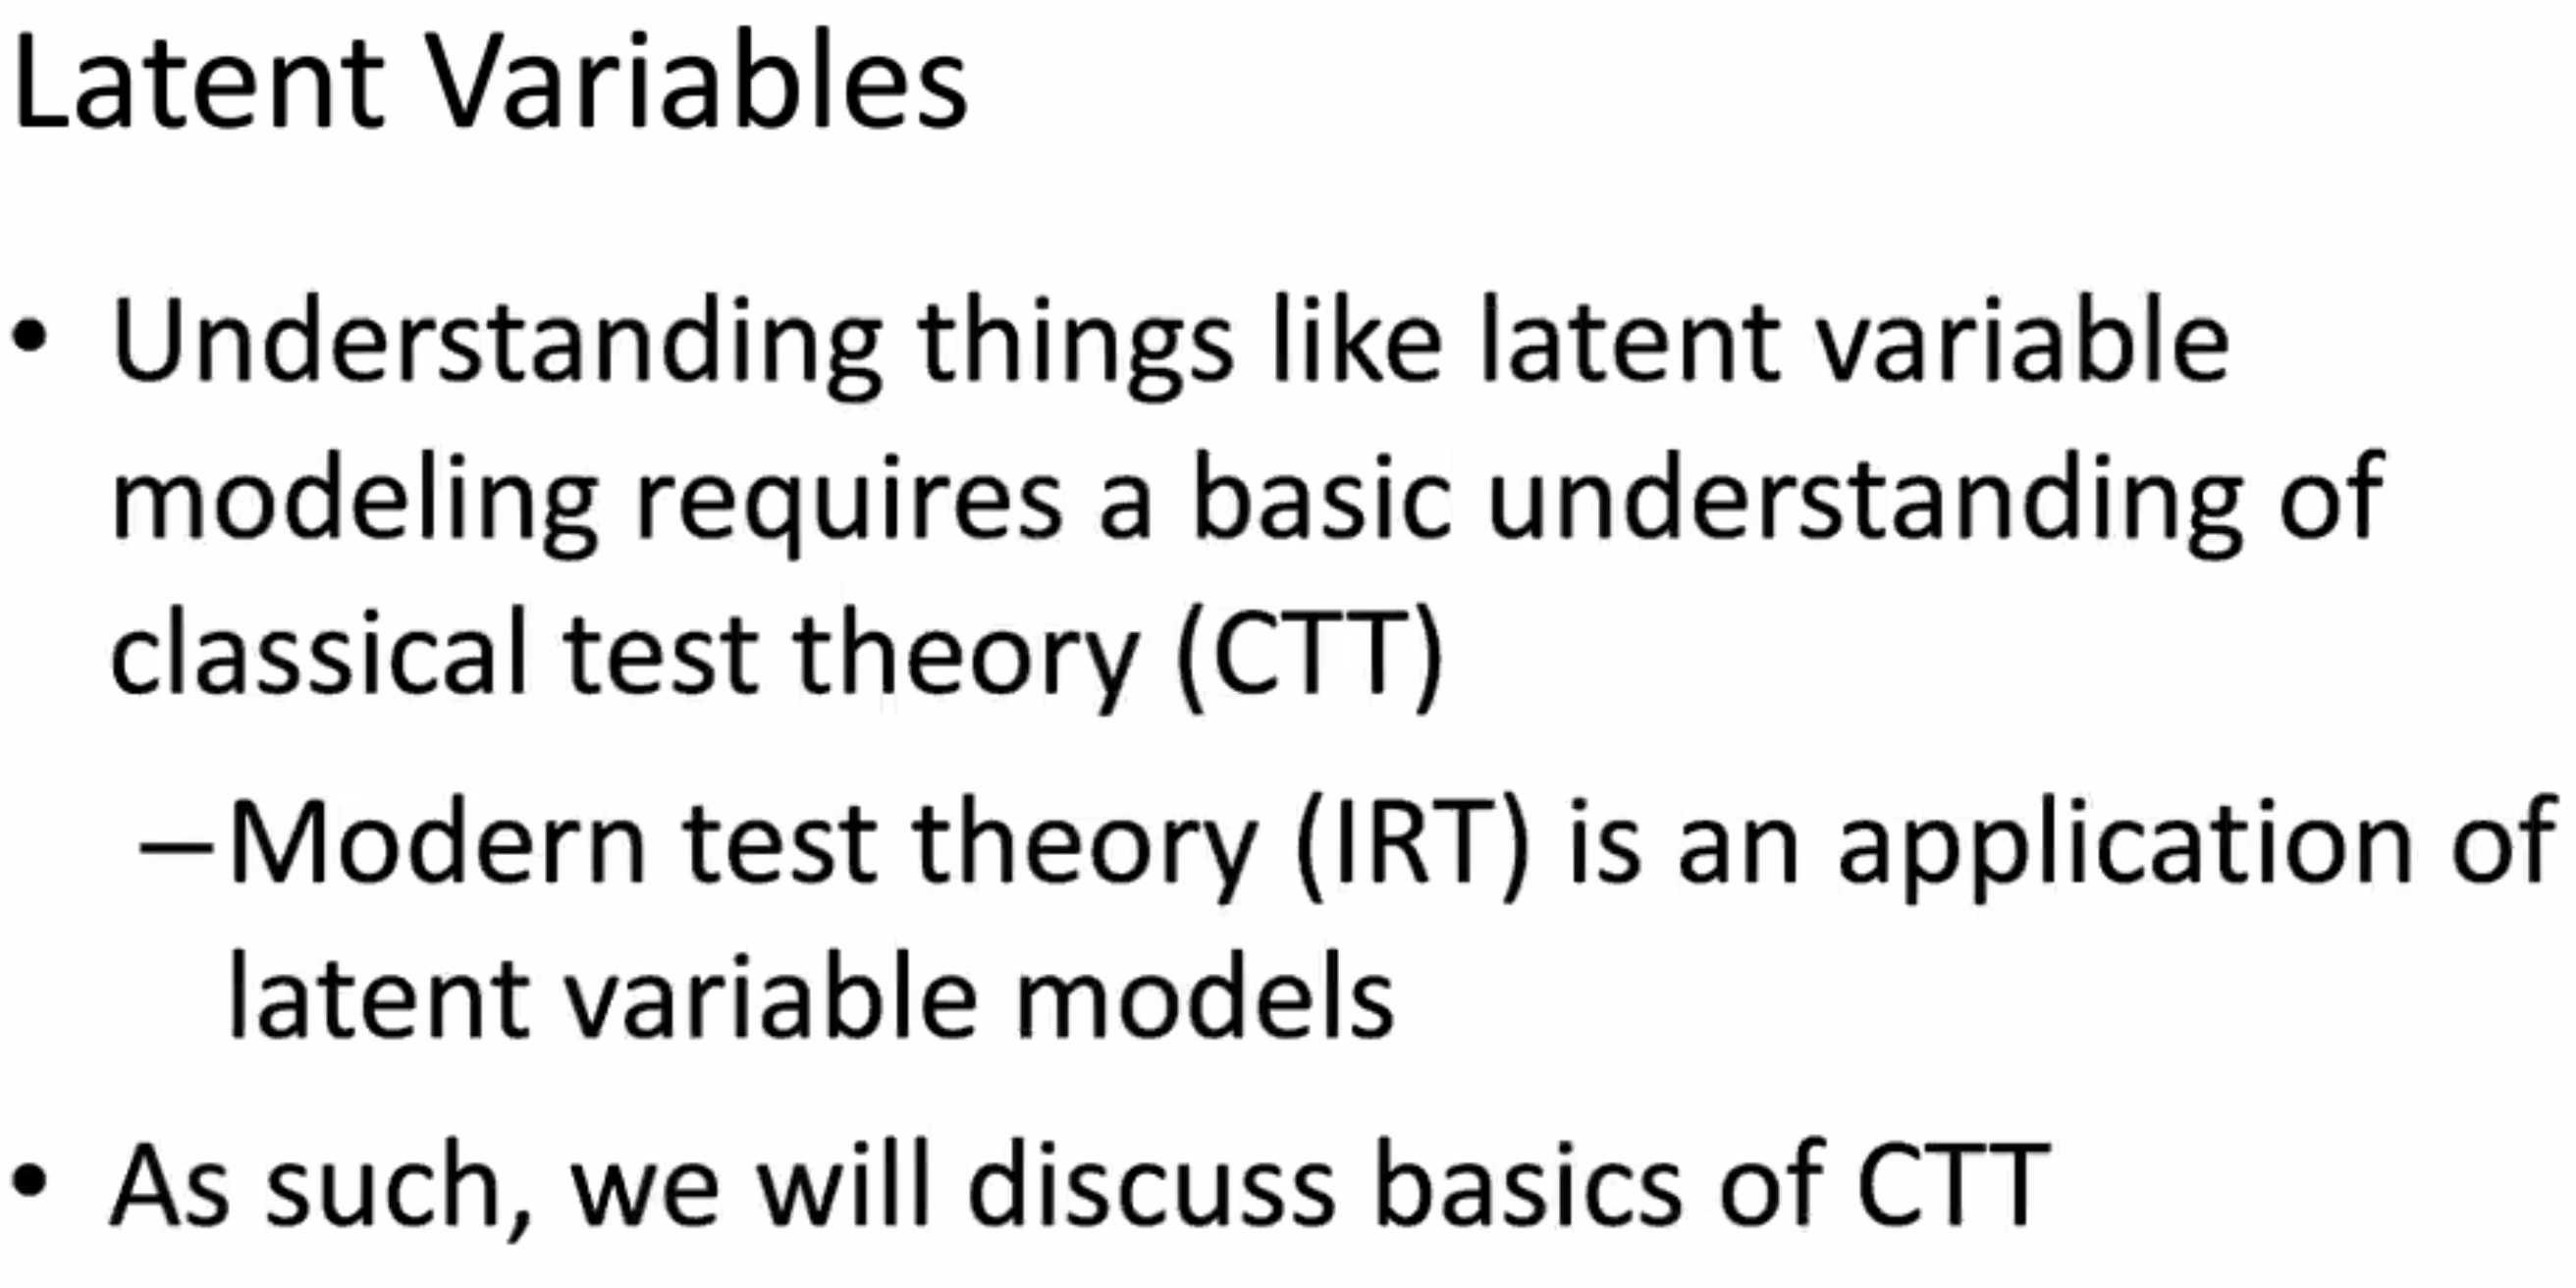 Latent Variables
• Understanding things like latent variable
modeling requires a basic understanding of
classical test theory (CTT)
–Modern test theory (IRT) is an application of
latent variable models
• As such, we will discuss basics of CTT